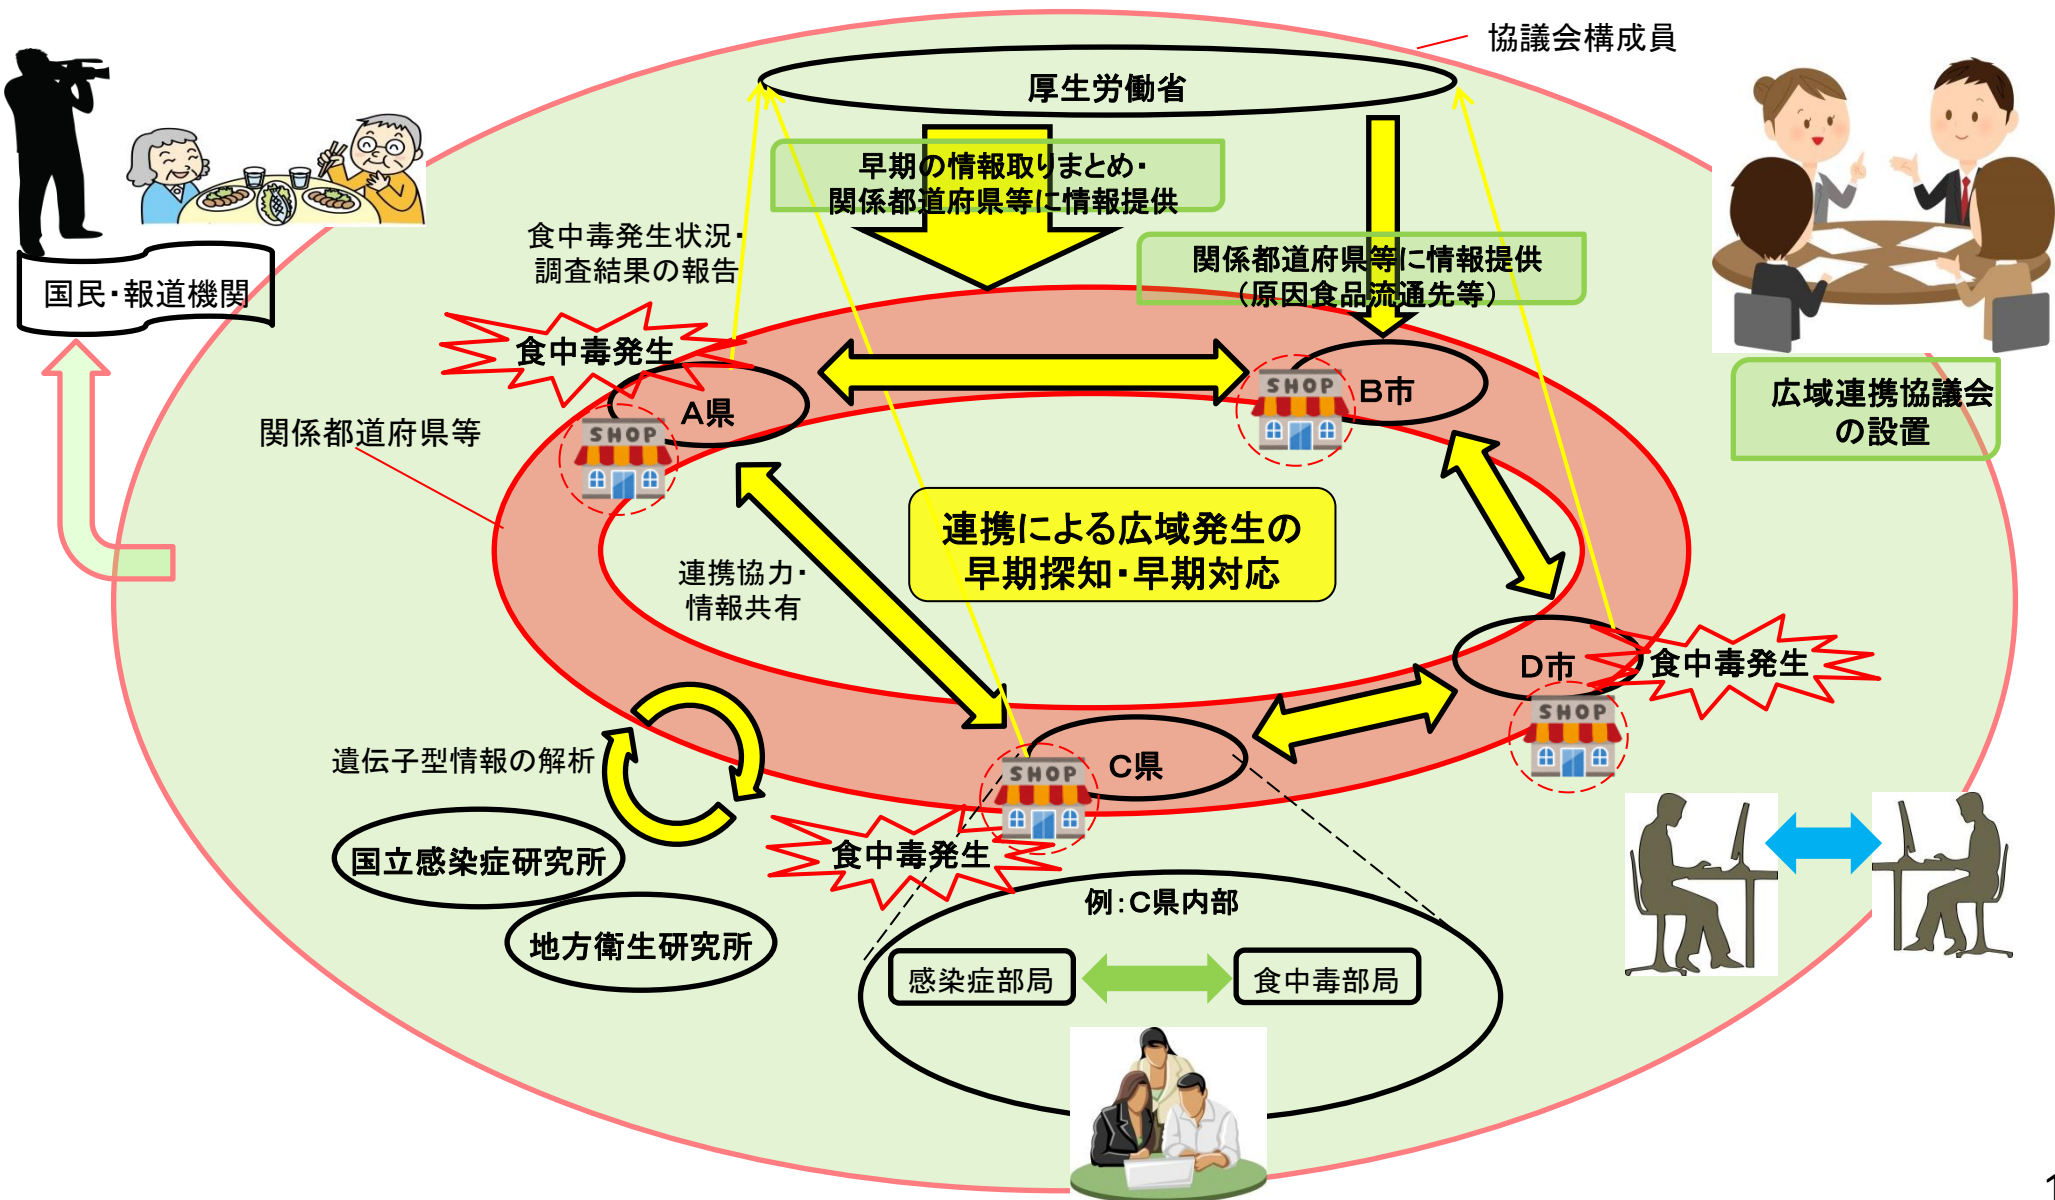 協議会構成員
厚生労働省
早期の情報取りまとめ・
関係都道府県等に情報提供
食中毒発生状況・
調査結果の報告
関係都道府県等に情報提供
（原因食品流通先等）
国民・報道機関
食中毒発生
A県
SHOP
B市
SHOP
広域連携協議会
の設置
関係都道府県等
連携による広域発生の
早期探知・早期対応
連携協力・
情報共有
D市
食中毒発生
SHOP
遺伝子型情報の解析
C県
SHOP
食中毒発生
国立感染症研究所
地方衛生研究所
例：C県内部
感染症部局
食中毒部局
1